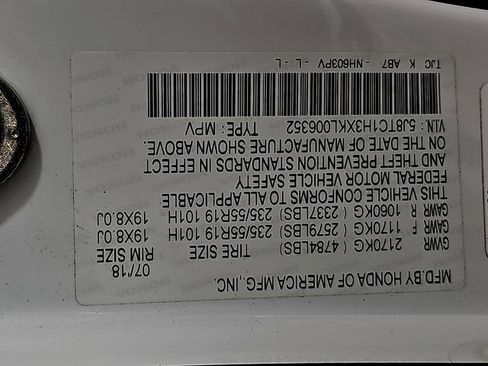 MFD.BY HONDA OF AMERICA MFG.,INC.
07/18
GVWR 2170KG ( 4784LBS) TIRE SIZE RIM SIZE
GAWR F 1170KG ( 2579LBS) 235/55R19 101H 19X8.0J
GAWR R 1060KG ( 2337LBS) 235/55R19 101H 19X8.0J
THIS VEHICLE CONFORMS TO ALL APPLICABLE
FEDERAL MOTOR VEHICLE SAFETY
AND THEFT PREVENTION STANDARDS IN EFFECT
ON THE DATE OF MANUFACTURE SHOWN ABOVE.
VIN: 5J8TC1H3XKL006352 TYPE: MPV
TJC K AB7 - NH603PV - L - L